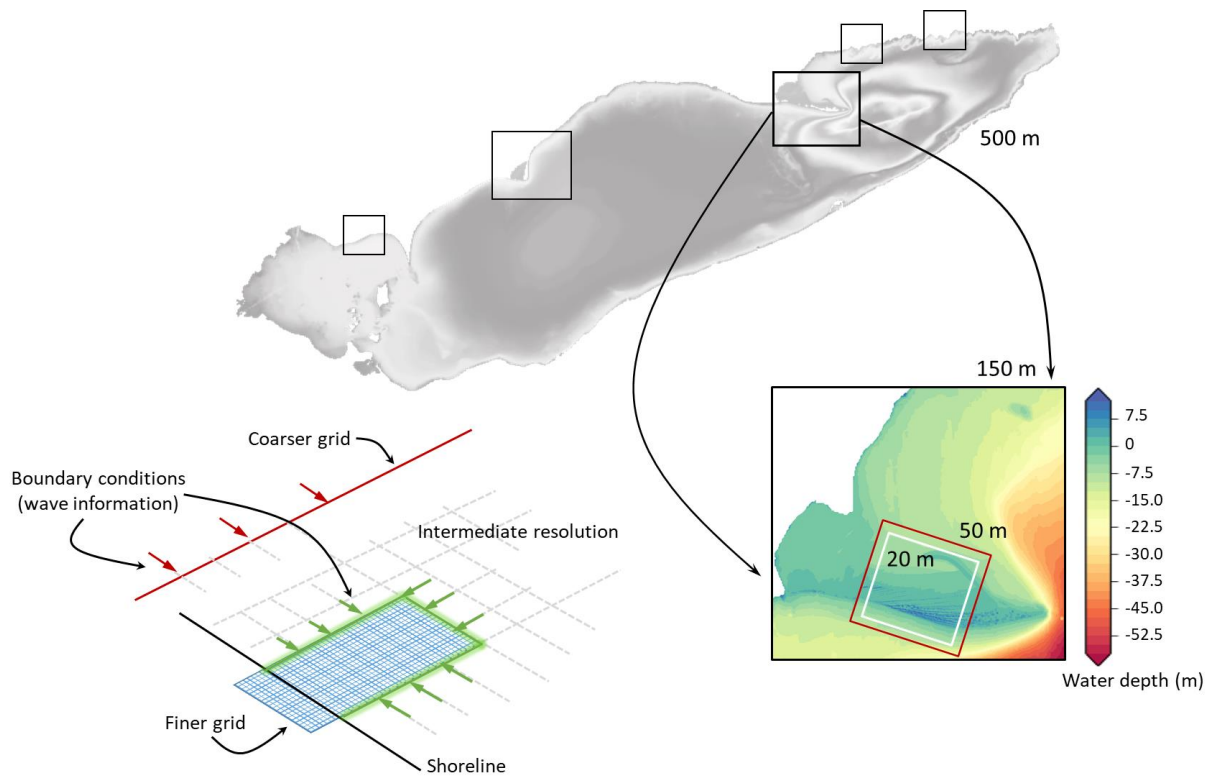 500 m
150 m
7.5
0
-7.5
-15.0
-22.5
-30.0
-37.5
-45.0
-52.5
Water depth (m)
50 m
20 m
Coarser grid
Boundary conditions
(wave information)
Intermediate resolution
Finer grid
Shoreline